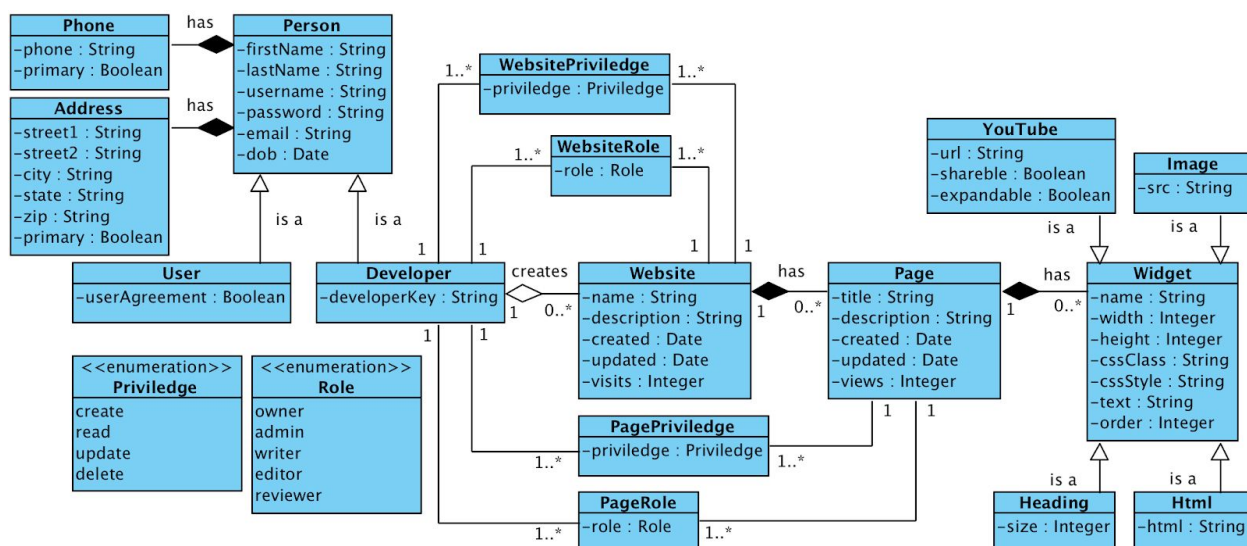 Phone
-phone : String
-primary : Boolean
has
Person
-firstName : String
-lastName : String
-username : String
-password : String
-email : String
-dob : Date
Address
-street1 : String
-street2 : String
-city : String
-state : String
-zip : String
-primary : Boolean
has
is a
is a
User
-userAgreement : Boolean
Developer
-developerKey : String
1..*
WebsitePriviledge
-priviledge : Priviledge
1..*
1..*
WebsiteRole
-role : Role
1..*
1
1
1
1
creates
1
0..*
Website
-name : String
-description : String
-created : Date
-updated : Date
-visits : Integer
has
1
0..*
Page
-title : String
-description : String
-created : Date
-updated : Date
-views : Integer
has
1
0..*
YouTube
-url : String
-shareble : Boolean
-expandable : Boolean
Image
-src : String
is a
is a
Widget
-name : String
-width : Integer
-height : Integer
-cssClass : String
-cssStyle : String
-text : String
-order : Integer
is a
is a
Heading
-size : Integer
Html
-html : String
<<enumeration>>
Priviledge
create
read
update
delete
<<enumeration>>
Role
owner
admin
writer
editor
reviewer
1
1
1
1
PagePriviledge
-priviledge : Priviledge
1..*
1..*
PageRole
-role : Role
1..*
1..*